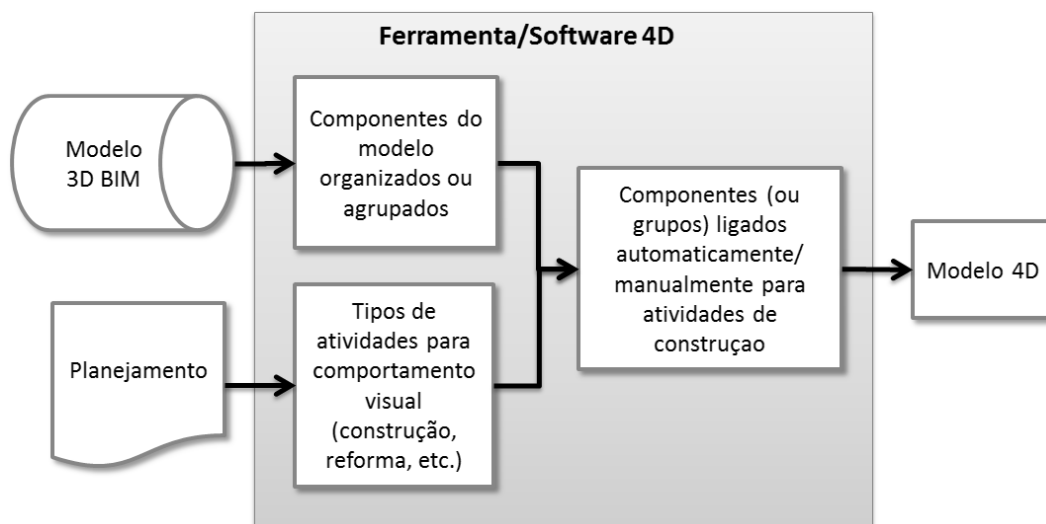 Ferramenta/Software 4D
Modelo
3D BIM
Componentes do
modelo
organizados ou
agrupados
Planejamento
Tipos de
atividades para
comportamento
visual
(construção,
reforma, etc.)
Componentes (ou
grupos) ligados
automaticamente/
manualmente para
atividades de
construçao
Modelo 4D